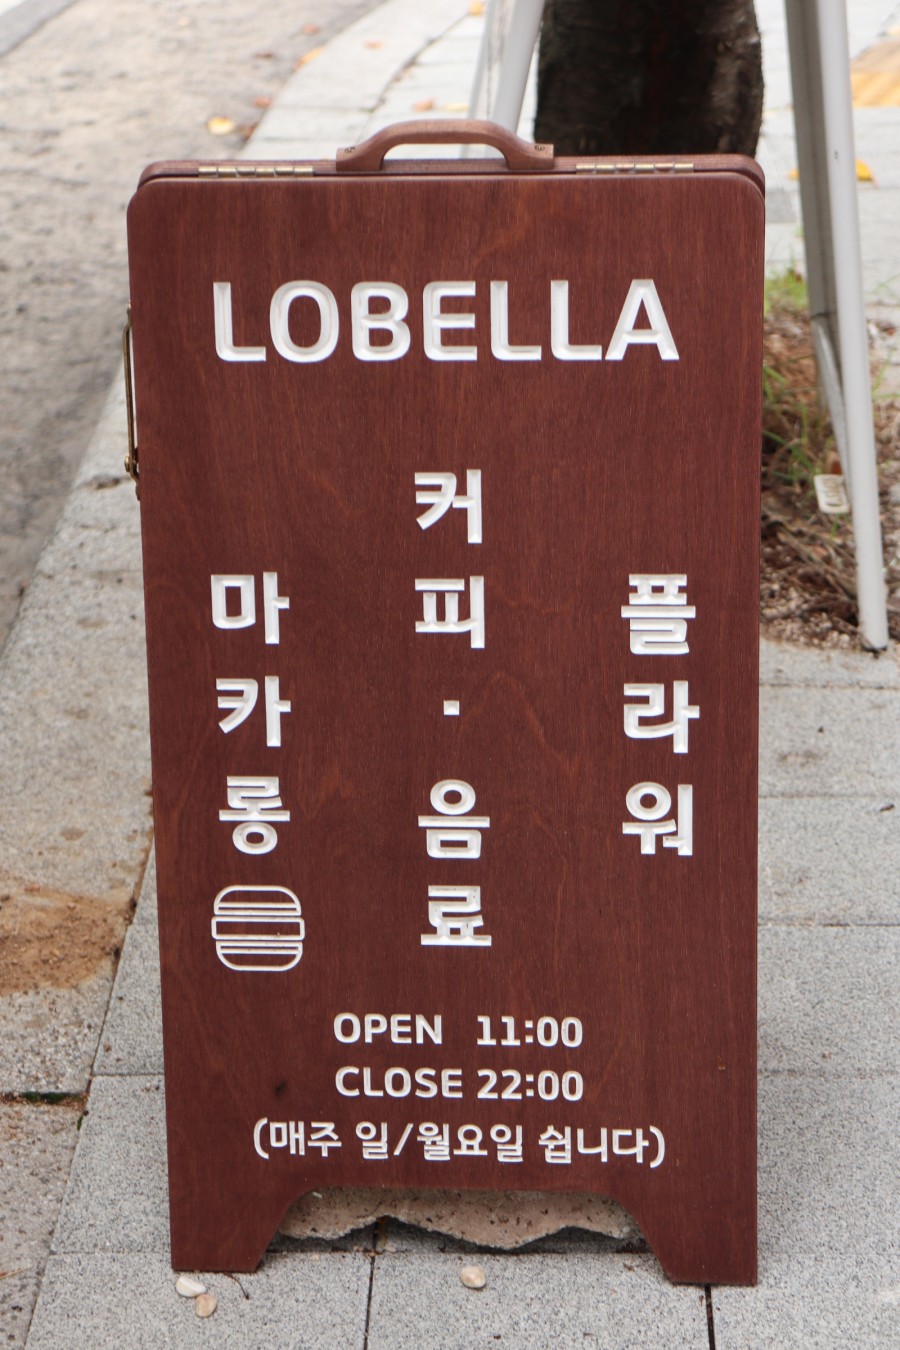 LOBELLA
마카롱
커피·음료
플라워
OPEN 11:00
CLOSE 22:00
(매주 일/월요일 쉽니다)